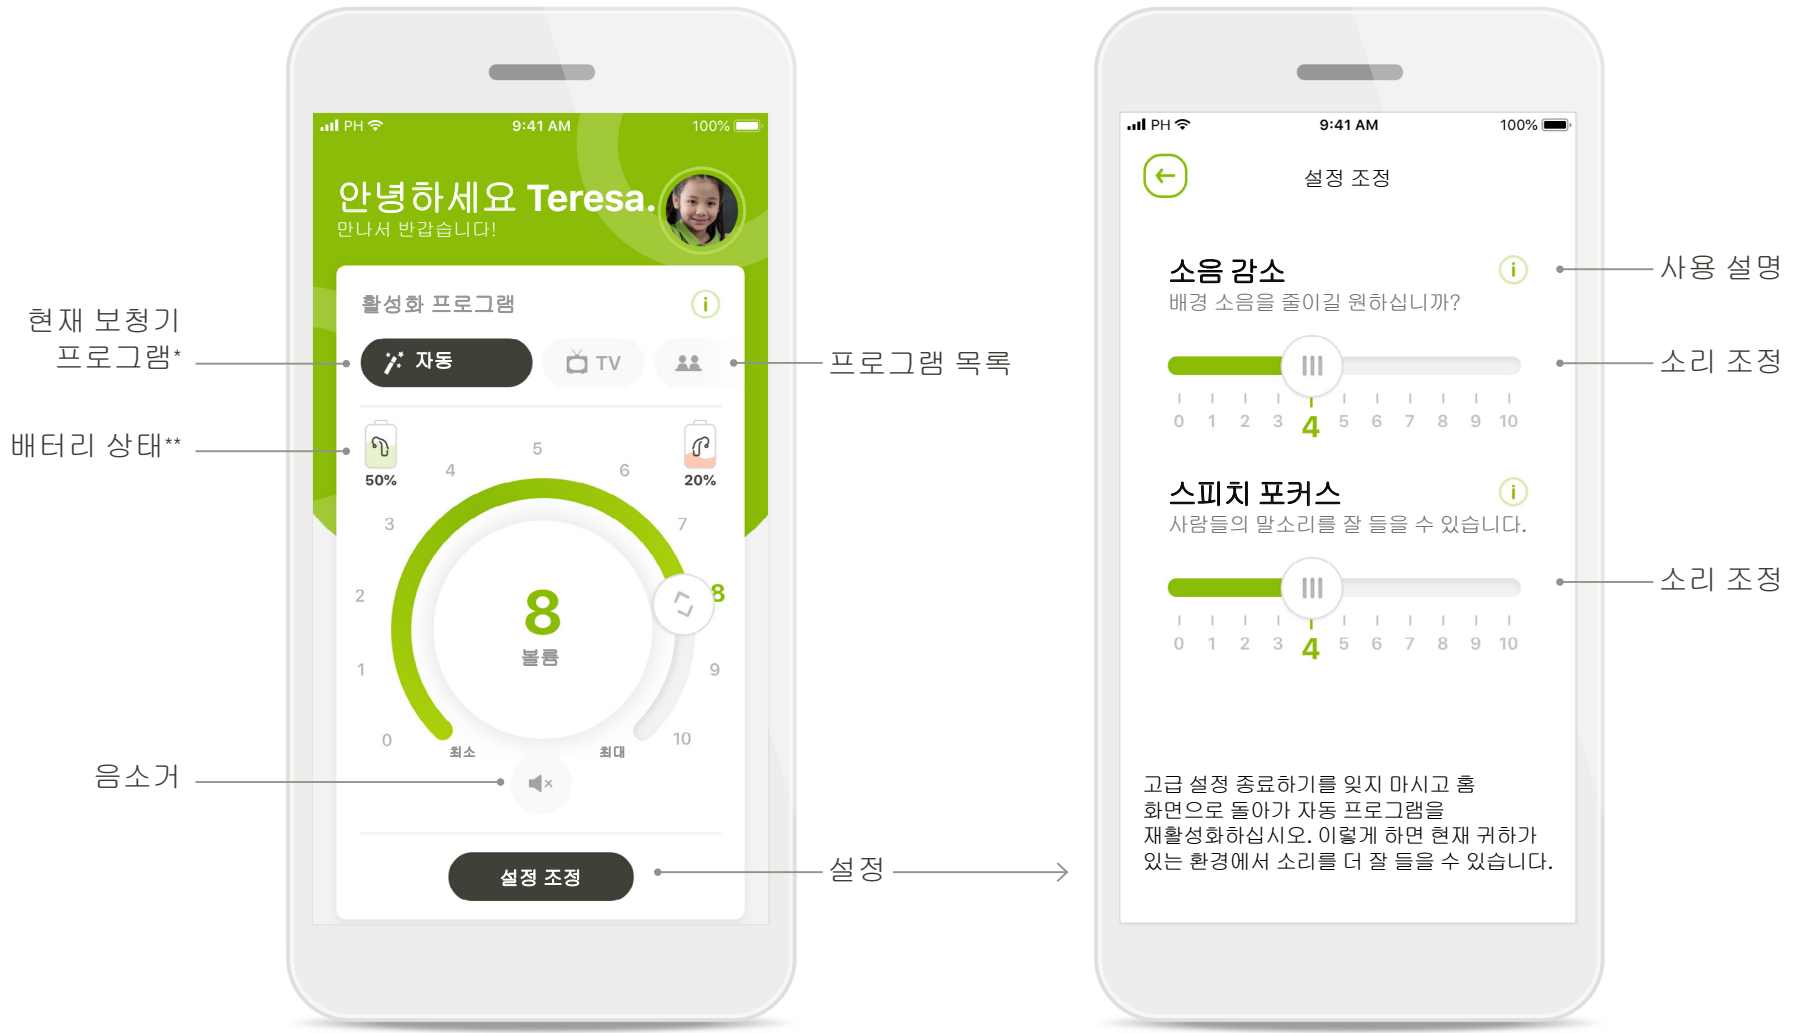 PH
9:41 AM
100%
안녕하세요 Teresa.
만나서 반갑습니다!
활성화 프로그램
i
자동
TV
50%
20%
0
1
2
3
4
5
6
7
8
9
10
8
볼륨
최소
최대
설정 조정
현재 보청기
프로그램*
배터리 상태**
음소거
프로그램 목록
설정
PH
9:41 AM
100%
설정 조정
소음 감소
i
배경 소음을 줄이길 원하십니까?
0 1 2 3 4 5 6 7 8 9 10
스피치 포커스
i
사람들의 말소리를 잘 들을 수 있습니다.
0 1 2 3 4 5 6 7 8 9 10
고급 설정 종료하기를 잊지 마시고 홈
화면으로 돌아가 자동 프로그램을
재활성화하십시오. 이렇게 하면 현재 귀하가
있는 환경에서 소리를 더 잘 들을 수 있습니다.
사용 설명
소리 조정
소리 조정